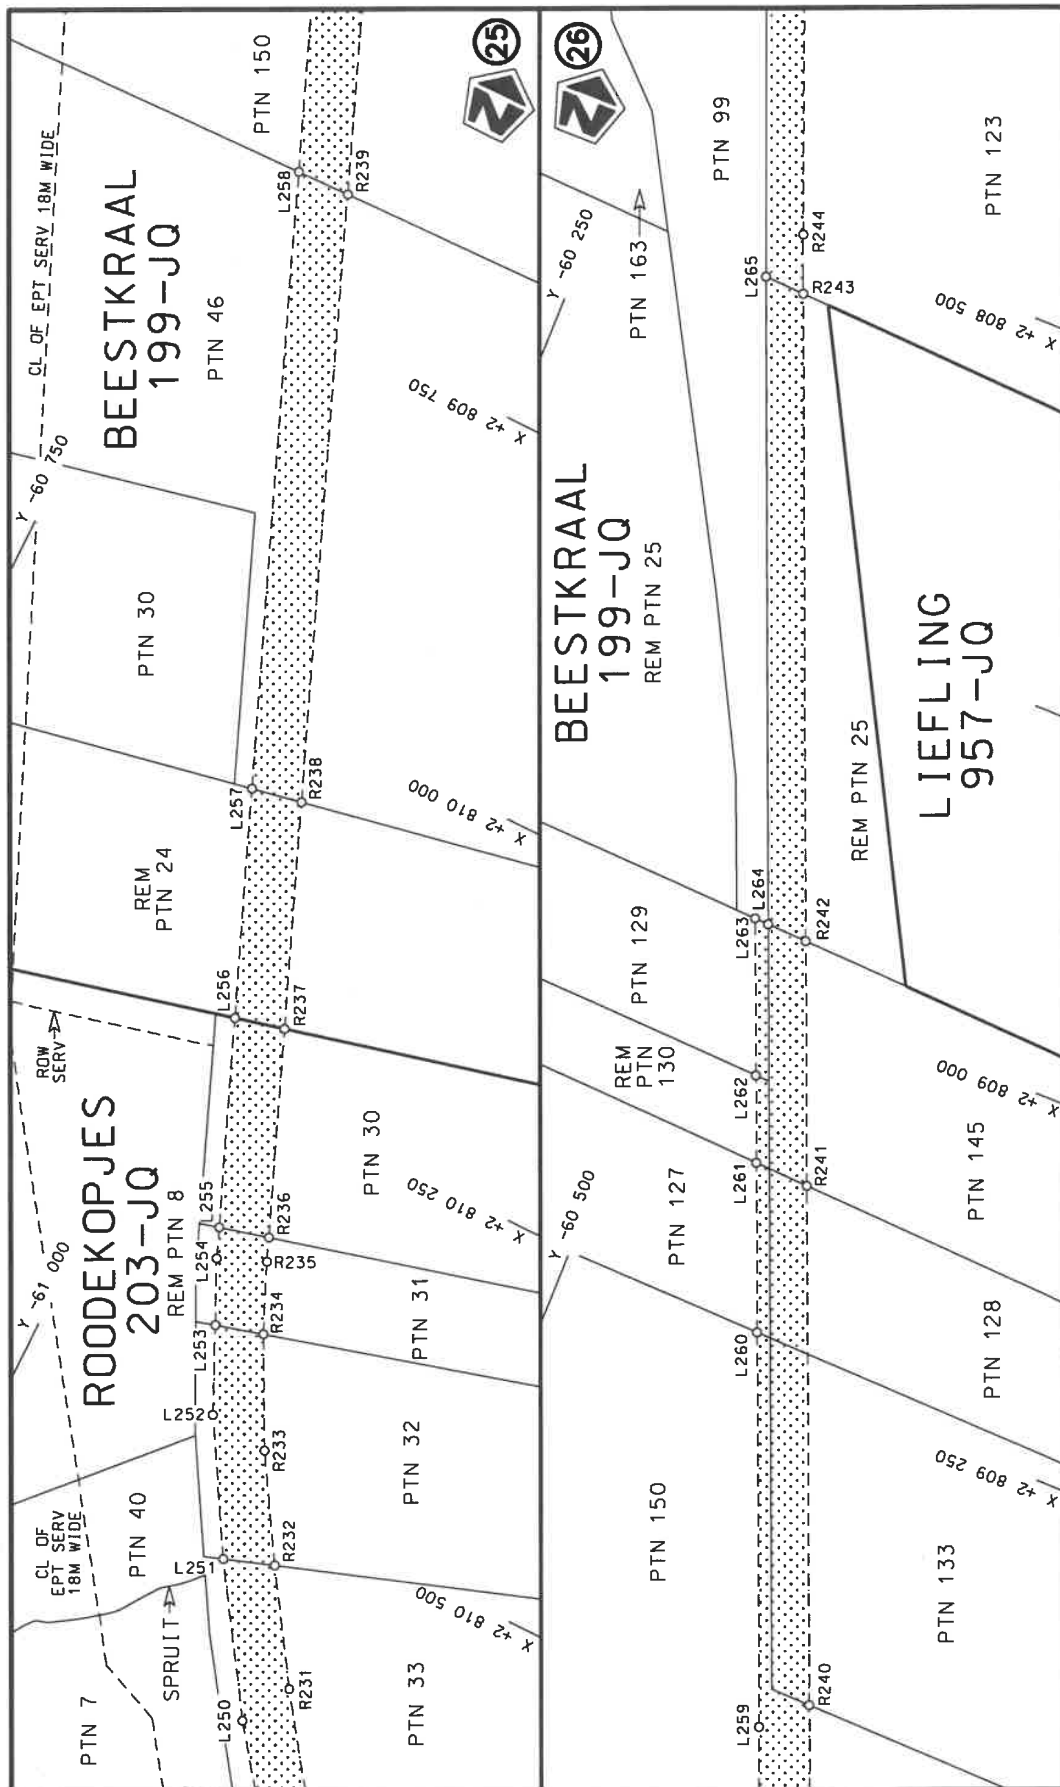 PTN 150
25
L258
R239
CL OF EPT SERV 18M WIDE
BEESTKRAAL
199-JQ
PTN 46
X +2 809 750
Y -60 750
PTN 30
L257
R238
X +2 810 000
REM
PTN 24
L256
R237
ROW
SERV
ROODEKOPJES
203-JQ
REM PTN 8
Y -61 000
PTN 30
L255
R236
X +2 810 250
L254
R235
L253
R234
PTN 31
L252
R233
PTN 32
CL OF
EPT SERV
18M WIDE
PTN 40
L251
R232
X +2 810 500
SPRUIT
L250
R231
PTN 7
PTN 33
26
PTN 99
PTN 123
Y -60 250
PTN 163
L265
R244
R243
X +2 808 500
BEESTKRAAL
199-JQ
REM PTN 25
LIEFLING
957-JQ
REM PTN 25
L264
L263
R242
PTN 129
REM
PTN
130
L262
X +2 809 000
L261
R241
PTN 127
PTN 145
Y -60 500
L260
PTN 128
X +2 809 250
PTN 150
PTN 133
L259
R240